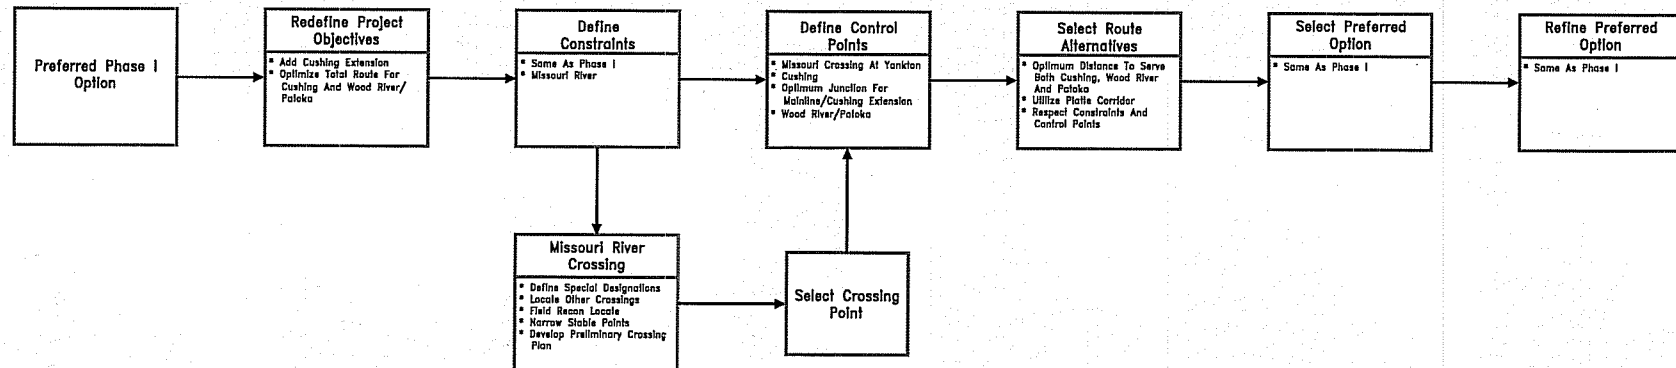 Preferred Phase I
Option
Redefine Project
Objectives
* Add Cushing Extension
* Optimize Total Route For
Cushing And Wood River/
Patoka
Define
Constraints
* Same As Phase I
* Missouri River
Missouri River
Crossing
* Define Special Designations
* Locate Other Crossings
* Field Recon Locale
* Narrow Stable Points
* Develop Preliminary Crossing
Plan
Select Crossing
Point
Define Control
Points
* Missouri Crossing At Yankton
* Cushing
* Optimum Junction For
Mainline/Cushing Extension
* Wood River/Patoka
Select Route
Alternatives
* Optimum Distance To Serve
Both Cushing, Wood River
And Patoka
* Utilize Platte Corridor
* Respect Constraints And
Control Points
Select Preferred
Option
* Same As Phase I
Refine Preferred
Option
* Same As Phase I